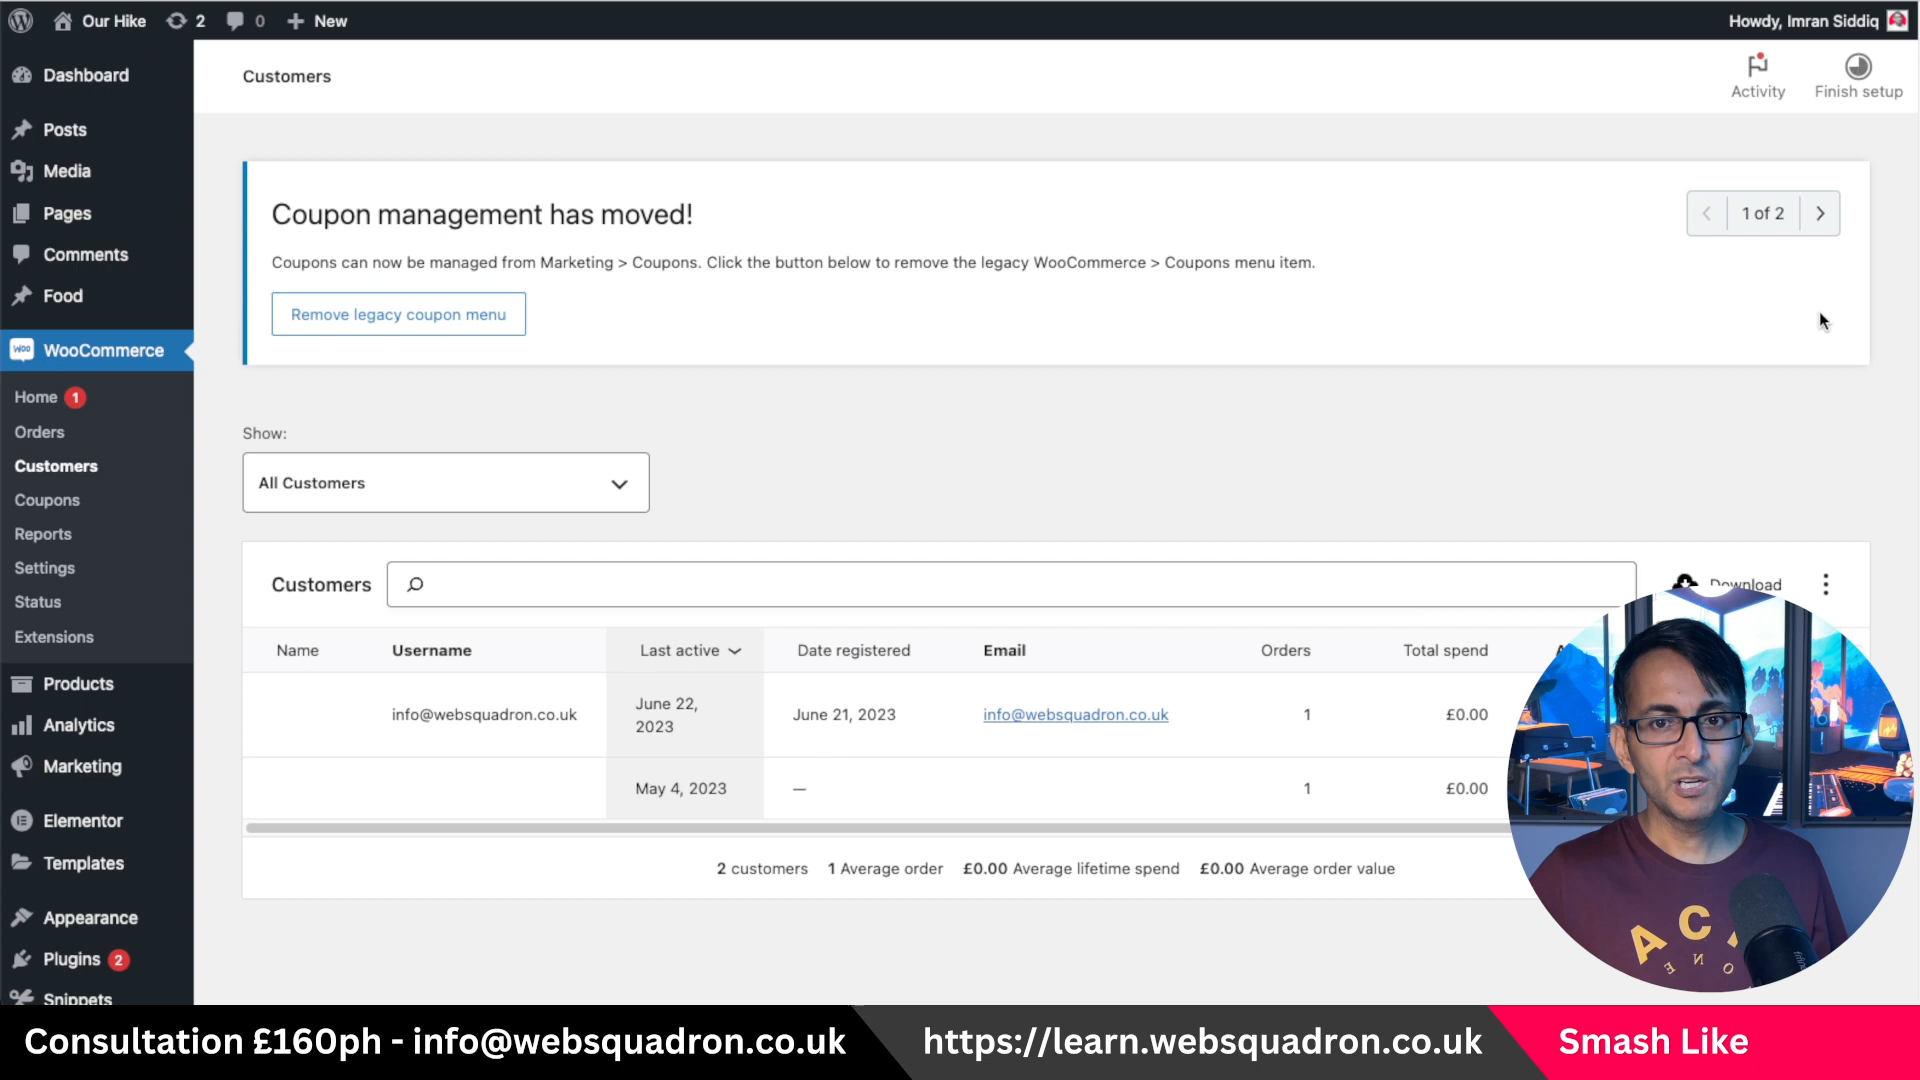 Our Hike 2 0 New Howdy, Imran Siddiq
Dashboard
Posts
Media
Pages
Comments
Food
WooCommerce
Home 1
Orders
Customers
Coupons
Reports
Settings
Status
Extensions
Products
Analytics
Marketing
Elementor
Templates
Appearance
Plugins 2
Snippets
Customers
Activity
Finish setup
Coupon management has moved!
1 of 2
Coupons can now be managed from Marketing > Coupons. Click the button below to remove the legacy WooCommerce > Coupons menu item.
Remove legacy coupon menu
Show:
All Customers
Customers
Download
Name Username Last active Date registered Email Orders Total spend
info@websquadron.co.uk June 22, 2023 June 21, 2023 info@websquadron.co.uk 1 £0.00
May 4, 2023 — 1 £0.00
2 customers 1 Average order £0.00 Average lifetime spend £0.00 Average order value
Consultation £160ph - info@websquadron.co.uk
https://learn.websquadron.co.uk
Smash Like